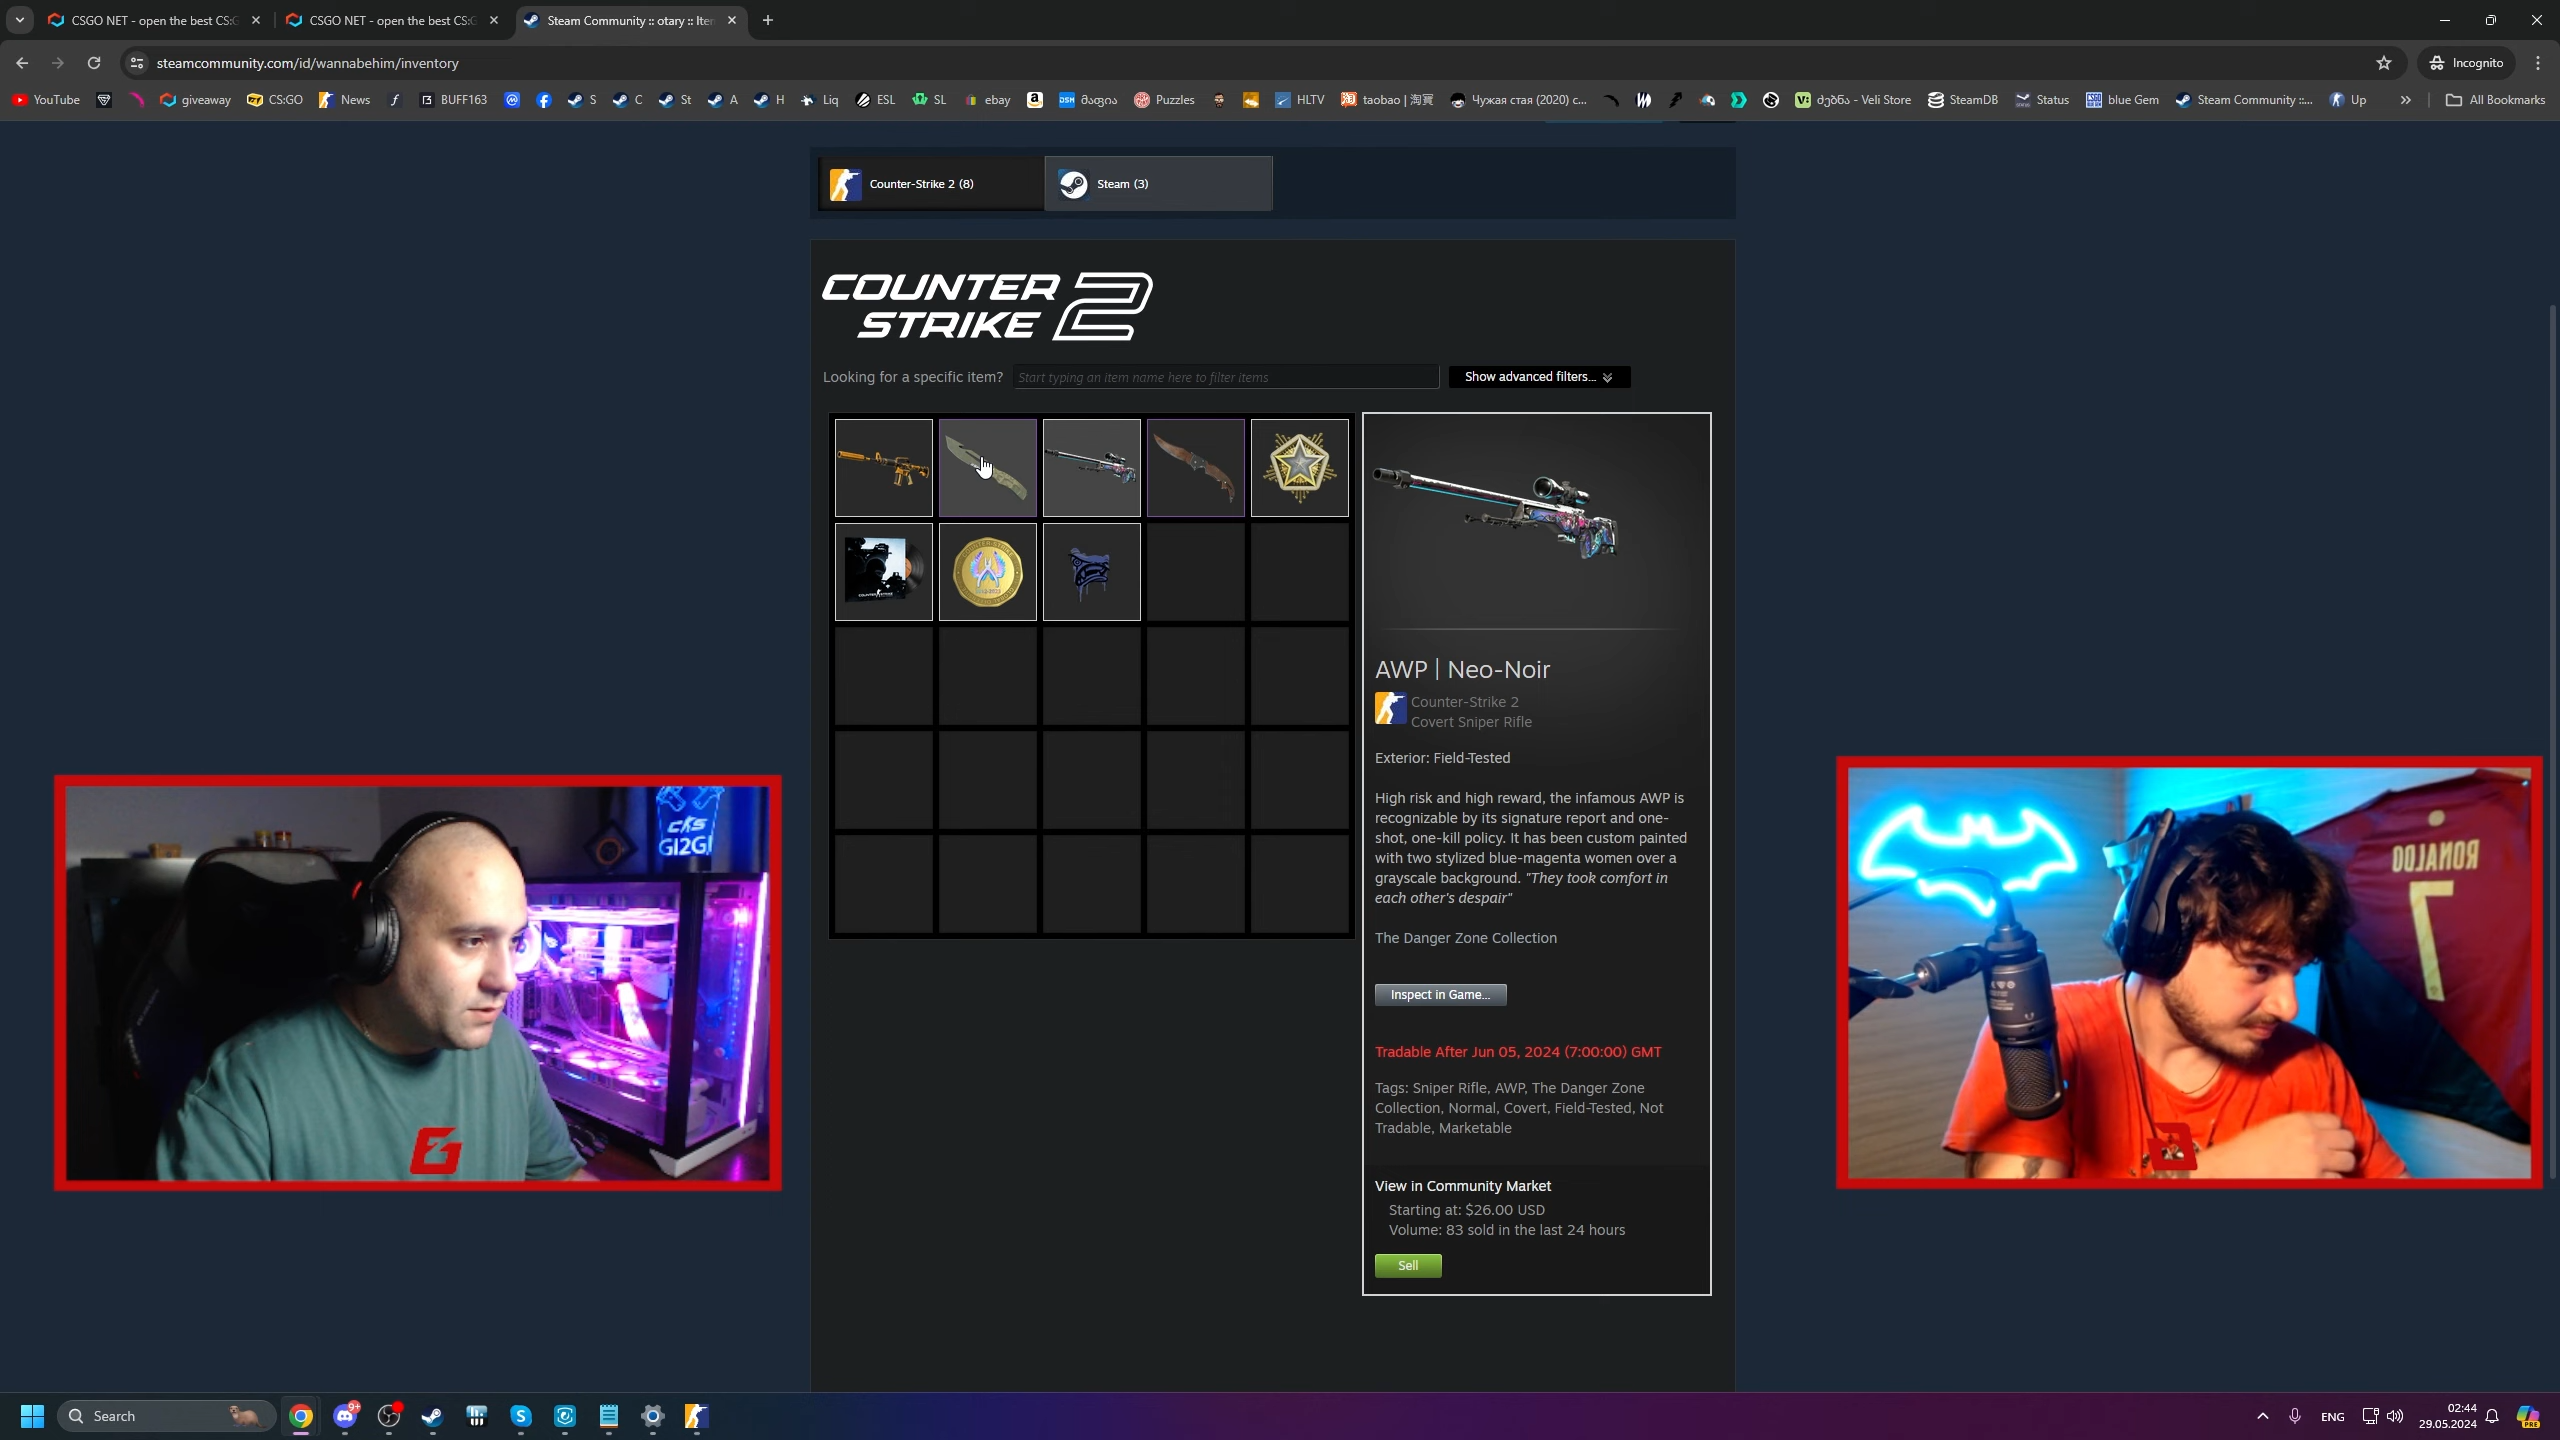 CSGO NET - open the best CS:G
CSGO NET - open the best CS:G
Steam Community :: otary :: Iter
steamcommunity.com/id/wannabehim/inventory
Incognito
YouTube
giveaway
CS:GO
News
BUFF163
S
C
St
A
H
Liq
ESL
SL
ebay
მაფია
Puzzles
HLTV
taobao | 淘寶
Чужая стая (2020) с...
ძებნა - Veli Store
SteamDB
Status
blue Gem
Steam Community ::...
Up
All Bookmarks
Counter-Strike 2 (8)
Steam (3)
COUNTER
STRIKE 2
Looking for a specific item?
Start typing an item name here to filter items
Show advanced filters...
AWP | Neo-Noir
Counter-Strike 2
Covert Sniper Rifle
Exterior: Field-Tested
High risk and high reward, the infamous AWP is
recognizable by its signature report and one-
shot, one-kill policy. It has been custom painted
with two stylized blue-magenta women over a
grayscale background. "They took comfort in
each other's despair"
The Danger Zone Collection
Inspect in Game...
Tradable After Jun 05, 2024 (7:00:00) GMT
Tags: Sniper Rifle, AWP, The Danger Zone
Collection, Normal, Covert, Field-Tested, Not
Tradable, Marketable
View in Community Market
Starting at: $26.00 USD
Volume: 83 sold in the last 24 hours
Sell
CKS
GI2G
RONALDO
7
Search
9+
ENG
02:44
29.05.2024
PRE